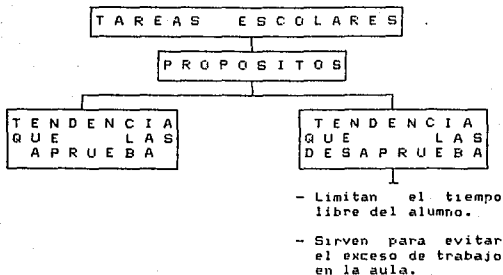 TAREAS ESCOLARES
PROPOSITOS
TENDENCIA
QUE LAS
APRUEBA
TENDENCIA
QUE LAS
DESAPRUEBA
- Limitan el tiempo
libre del alumno.
- Sirven para evitar
el exceso de trabajo
en la aula.